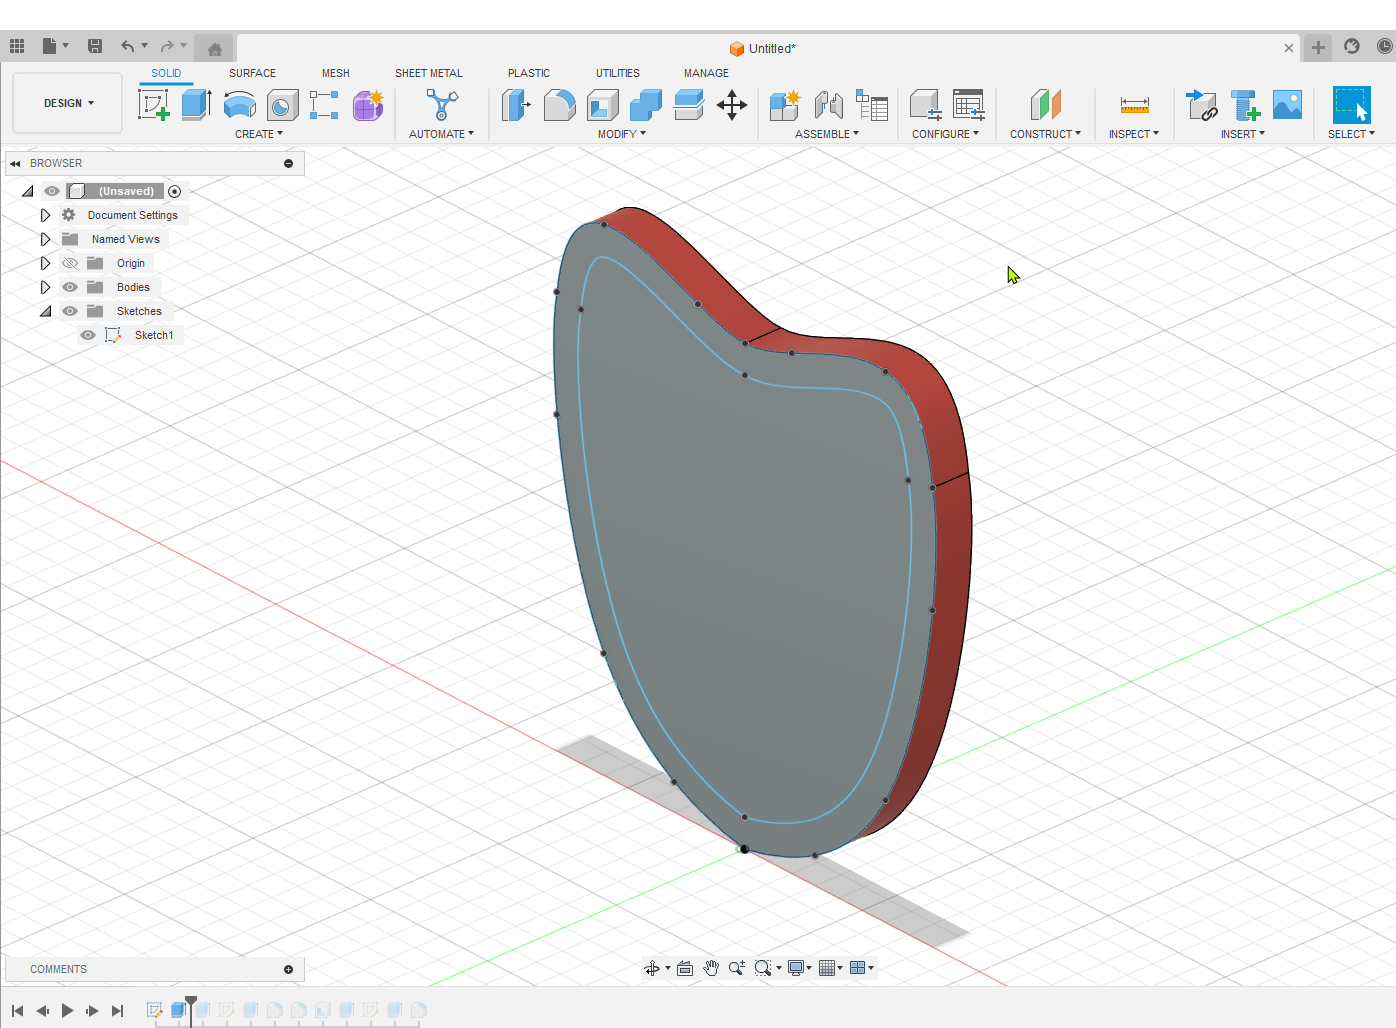 Untitled*
DESIGN
SOLID SURFACE MESH SHEET METAL PLASTIC UTILITIES MANAGE
CREATE AUTOMATE MODIFY ASSEMBLE CONFIGURE CONSTRUCT INSPECT INSERT SELECT
BROWSER
(Unsaved)
Document Settings
Named Views
Origin
Bodies
Sketches
Sketch1
COMMENTS